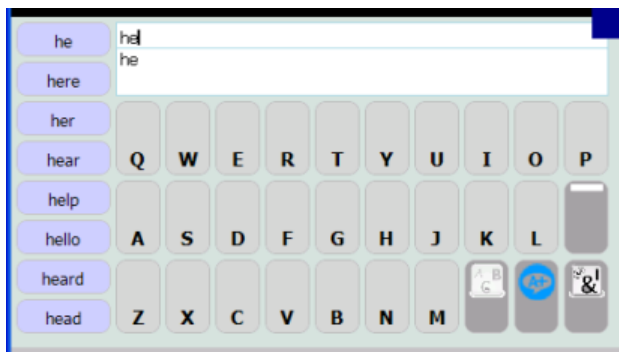 he
here
her
hear
help
hello
heard
head
he
he
Q W E R T Y U I O P
A S D F G H J K L
Z X C V B N M A B C A+ &